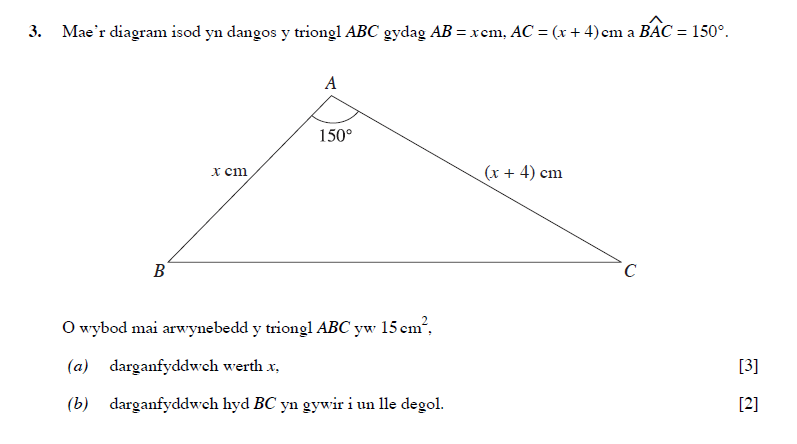 3. Mae'r diagram isod yn dangos y triongl ABC gydag AB = x cm, AC = (x + 4) cm a BÂC = 150°.
A
150°
x cm
(x + 4) cm
B
C
O wybod mai arwynebedd y triongl ABC yw 15 cm²,
(a) darganfyddwch werth x, [3]
(b) darganfyddwch hyd BC yn gywir i un lle degol. [2]